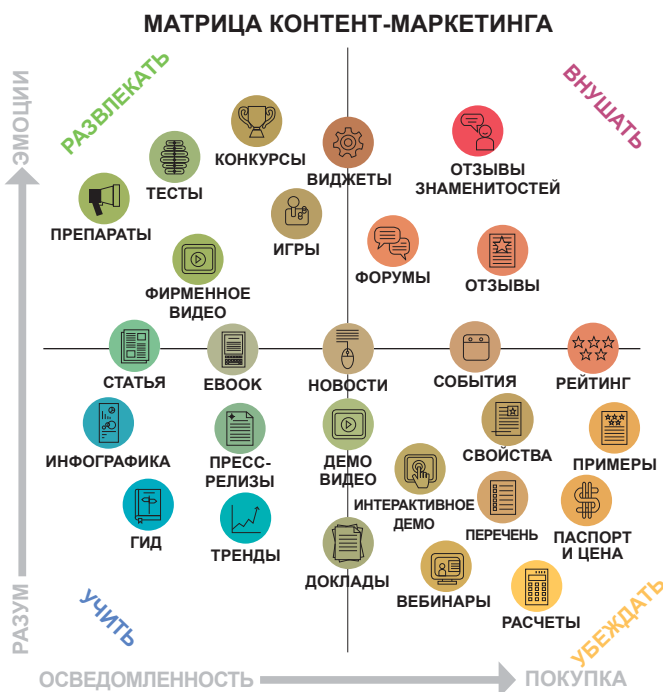 МАТРИЦА КОНТЕНТ-МАРКЕТИНГА
ЭМОЦИИ
РАЗВЛЕКАТЬ
ВНУШАТЬ
КОНКУРСЫ
ТЕСТЫ
ВИДЖЕТЫ
ОТЗЫВЫ
ЗНАМЕНИТОСТЕЙ
ПРЕПАРАТЫ
ИГРЫ
ФОРУМЫ
ОТЗЫВЫ
ФИРМЕННОЕ
ВИДЕО
СТАТЬЯ
EBOOK
НОВОСТИ
СОБЫТИЯ
РЕЙТИНГ
ИНФОГРАФИКА
ПРЕСС-
РЕЛИЗЫ
ДЕМО
ВИДЕО
СВОЙСТВА
ПРИМЕРЫ
ИНТЕРАКТИВНОЕ
ДЕМО
ГИД
ТРЕНДЫ
ПЕРЕЧЕНЬ
ПАСПОРТ
И ЦЕНА
ДОКЛАДЫ
ВЕБИНАРЫ
РАСЧЕТЫ
РАЗУМ
УЧИТЬ
УБЕЖДАТЬ
ОСВЕДОМЛЕННОСТЬ
ПОКУПКА